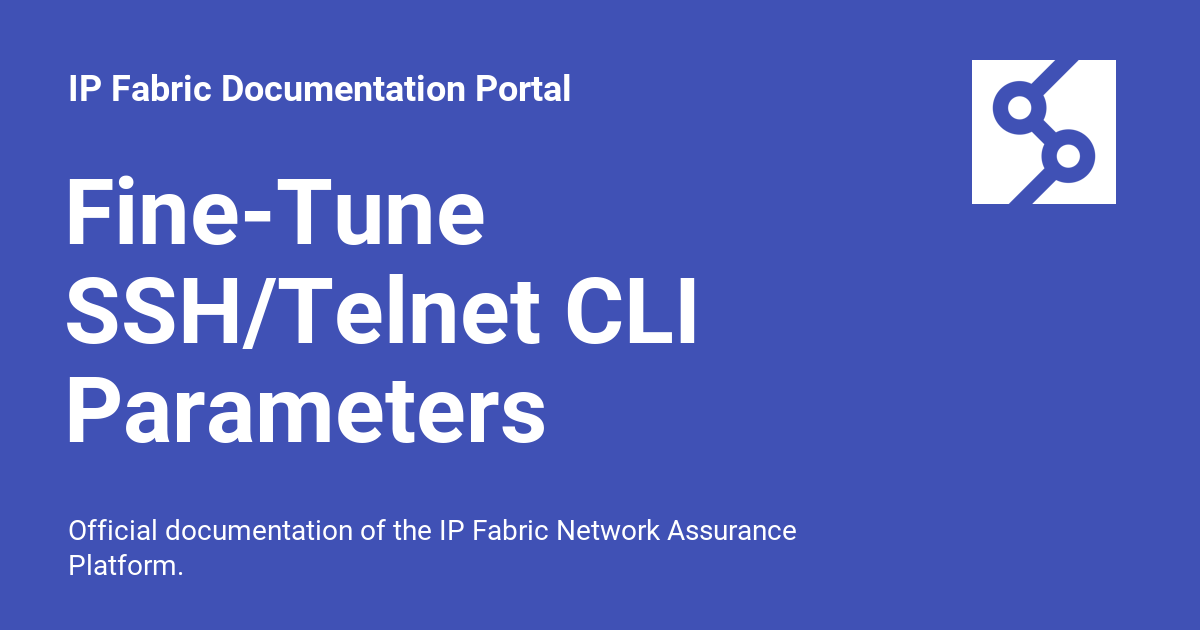 IP Fabric Documentation Portal
Fine-Tune
SSH/Telnet CLI
Parameters
Official documentation of the IP Fabric Network Assurance
Platform.